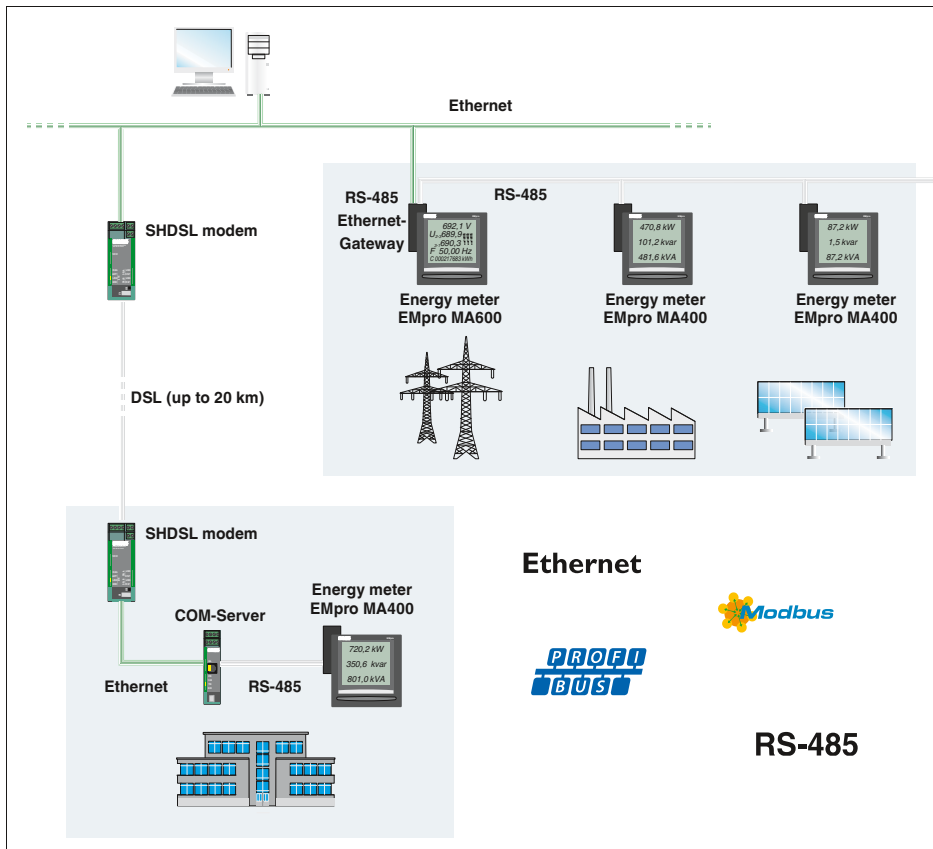 Ethernet
RS-485
Ethernet-
Gateway
RS-485
SHDSL modem
692,1 V
689,9
690,3
F 50,00 Hz
C 000217683 kWh
470,8 kW
101,2 kvar
481,6 kVA
87,2 kW
1,5 kvar
87,2 kVA
Energy meter
EMpro MA600
Energy meter
EMpro MA400
Energy meter
EMpro MA400
DSL (up to 20 km)
SHDSL modem
COM-Server
Energy meter
EMpro MA400
720,2 kW
350,6 kvar
801,0 kVA
Ethernet
RS-485
Ethernet
Modbus
PROFI
BUS
RS-485